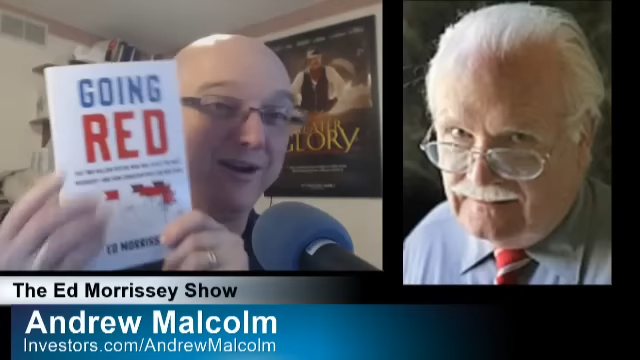 GOING
RED
ED MORRISS
GLORY
The Ed Morrissey Show
Andrew Malcolm
Investors.com/AndrewMalcolm